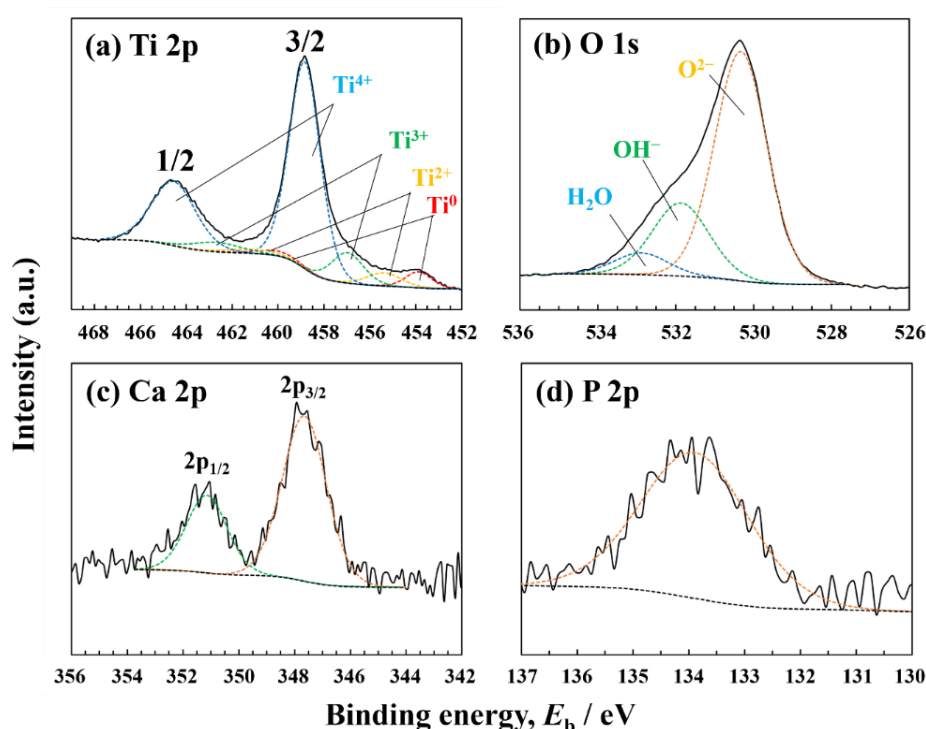 (a) Ti 2p
3/2
1/2
Ti⁴⁺
Ti³⁺
Ti²⁺
Ti⁰
468 466 464 462 460 458 456 454 452
(b) O 1s
O²⁻
OH⁻
H₂O
536 534 532 530 528 526
(c) Ca 2p
2p₃/₂
2p₁/₂
356 354 352 350 348 346 344 342
(d) P 2p
137 136 135 134 133 132 131 130
Intensity (a.u.)
Binding energy, E_b / eV